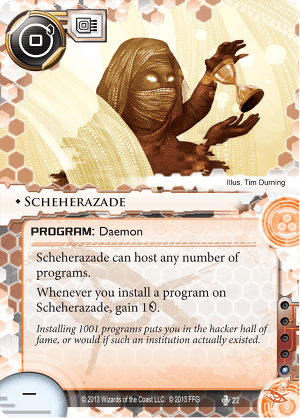 0
Illus. Tim Durning
◆ SCHEHERAZADE
PROGRAM: Daemon
Scheherazade can host any number of
programs.
Whenever you install a program on
Scheherazade, gain 1.
Installing 1001 programs puts you in the hacker hall of
fame, or would if such an institution actually existed.
–
© 2013 Wizards of the Coast LLC. © 2013 FFG
22